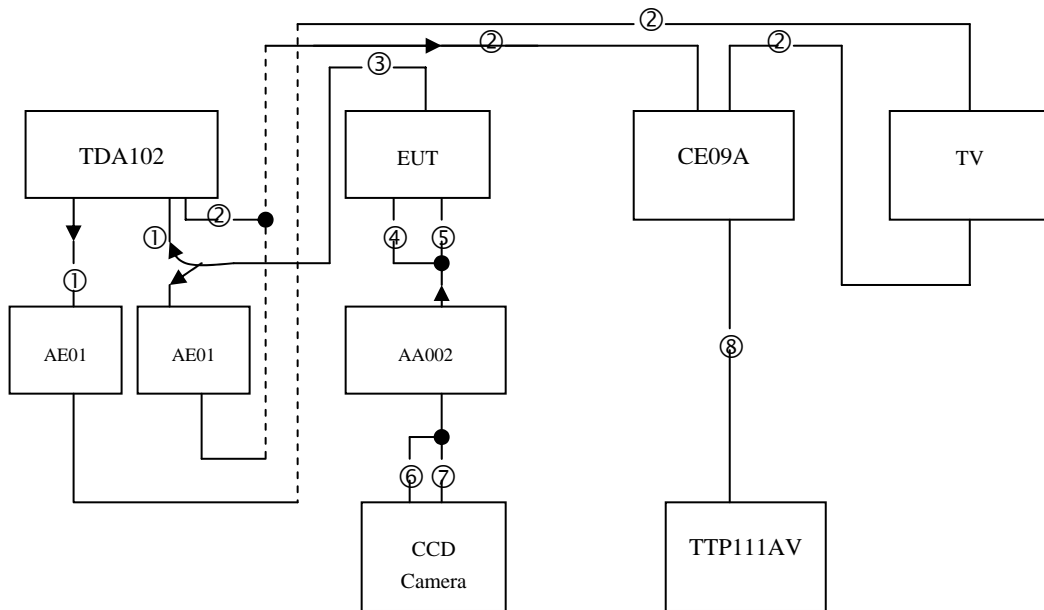 ②
② ②
③
TDA102 EUT CE09A TV
②
① ④ ⑤
①
AE01 AE01 AA002 ⑧
⑥ ⑦
CCD
Camera
TTP111AV